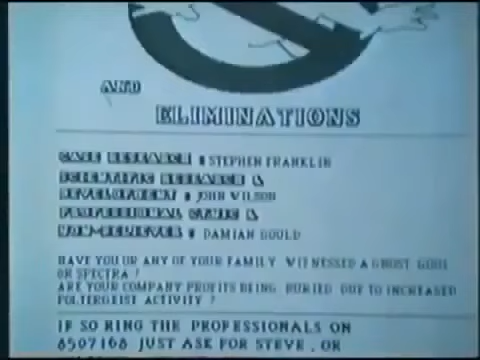 AND
ELIMINATIONS
CASE RESEARCH STEPHEN FRANKLIN
SCIENTIFIC RESEARCH &
DEVELOPMENT JOHN WILSON
PROFESSIONAL CYNIC &
NON-BELIEVER DAMIAN GOULD
HAVE YOU OR ANY OF YOUR FAMILY WITNESSED A GHOST GHUL
OR SPECTRA ?
ARE YOUR COMPANY PROFITS BEING BURIED DUE TO INCREASED
POLTERGEIST ACTIVITY ?
IF SO RING THE PROFESSIONALS ON
8507168 JUST ASK FOR STEVE , OR